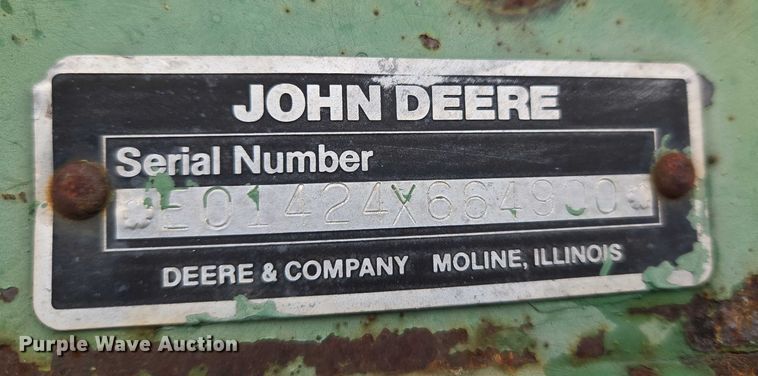 JOHN DEERE
Serial Number
E01424X664900
DEERE & COMPANY MOLINE, ILLINOIS
Purple Wave Auction